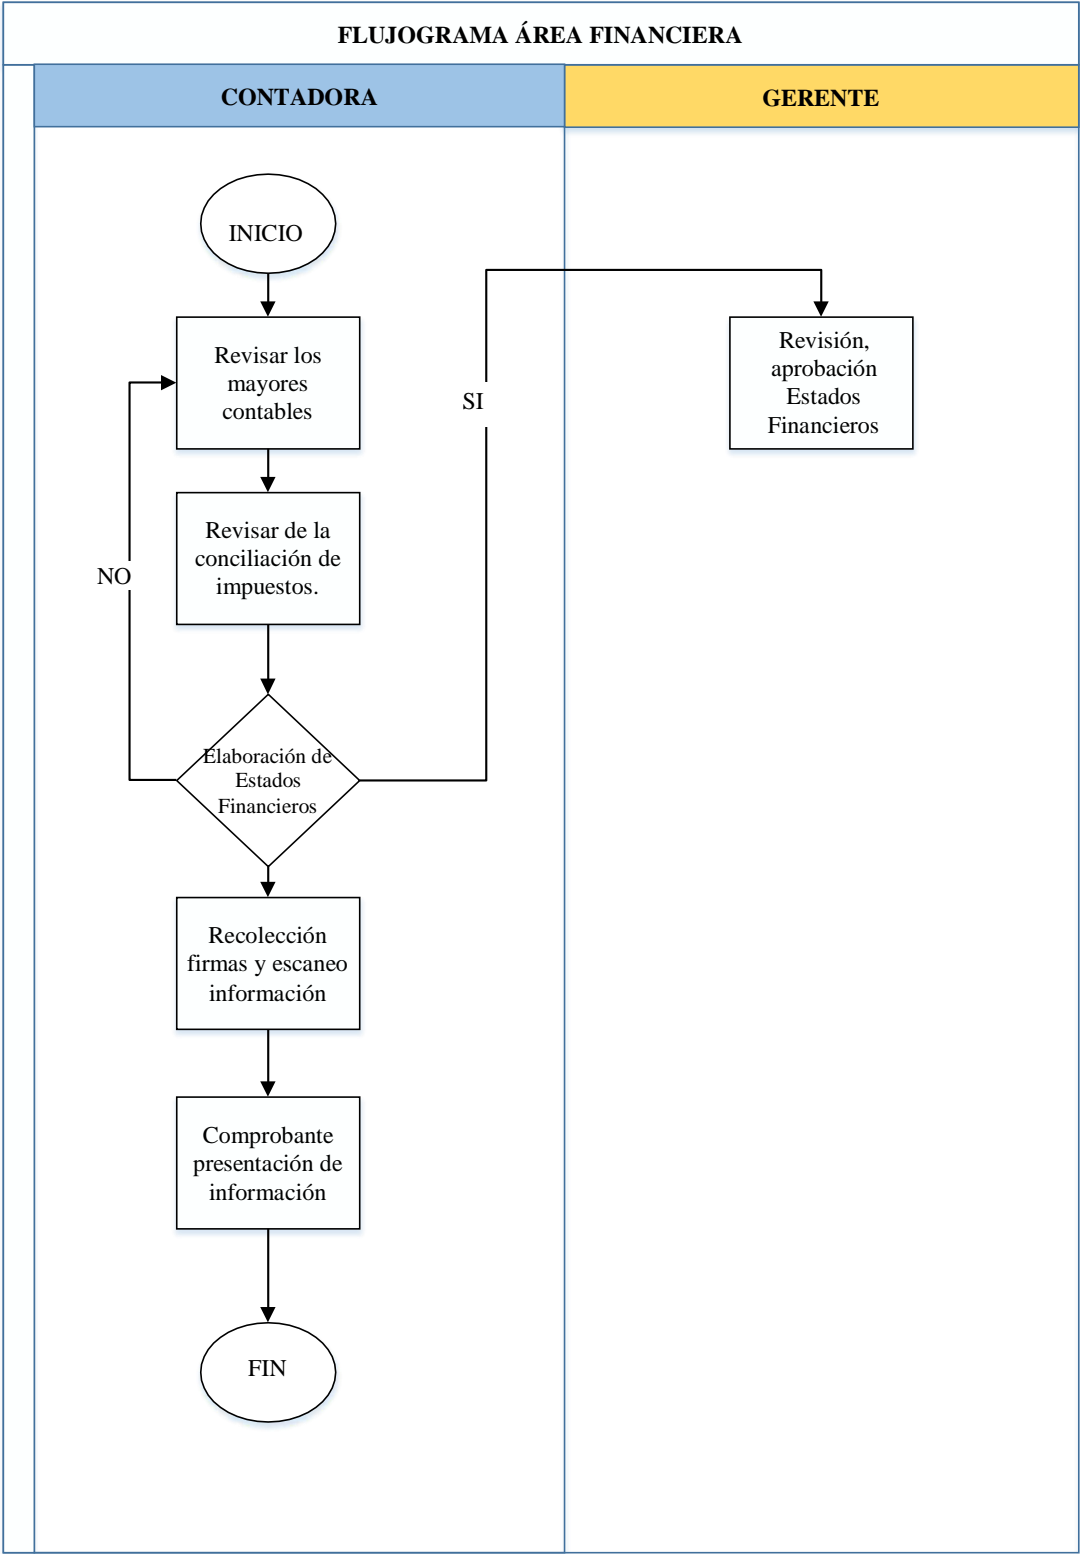 FLUJOGRAMA ÁREA FINANCIERA
CONTADORA
GERENTE
INICIO
Revisar los
mayores
contables
Revisión,
aprobación
Estados
Financieros
SI
Revisar de la
conciliación de
impuestos.
NO
Elaboración de
Estados
Financieros
Recolección
firmas y escaneo
información
Comprobante
presentación de
información
FIN